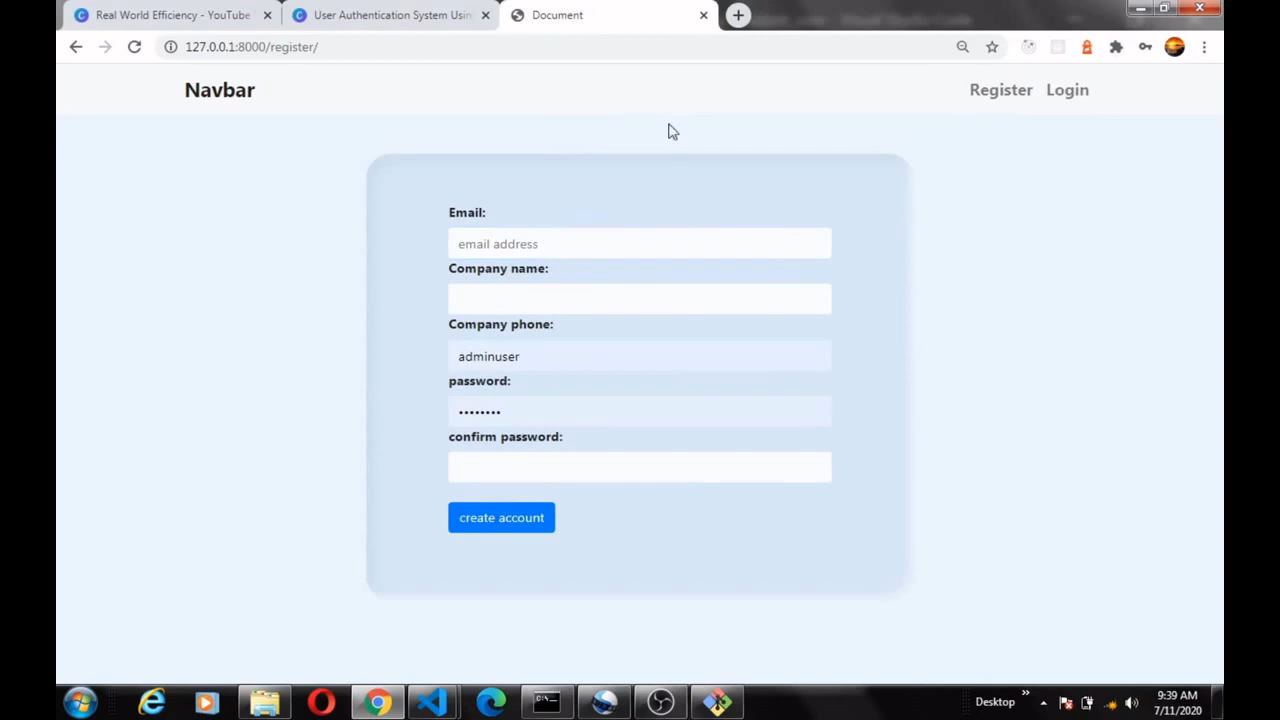 Real World Efficiency - YouTube
User Authentication System Usin
Document
127.0.0.1:8000/register/
Navbar
Register Login
Email:
email address
Company name:
Company phone:
adminuser
password:
••••••••
confirm password:
create account
Desktop
9:39 AM
7/11/2020